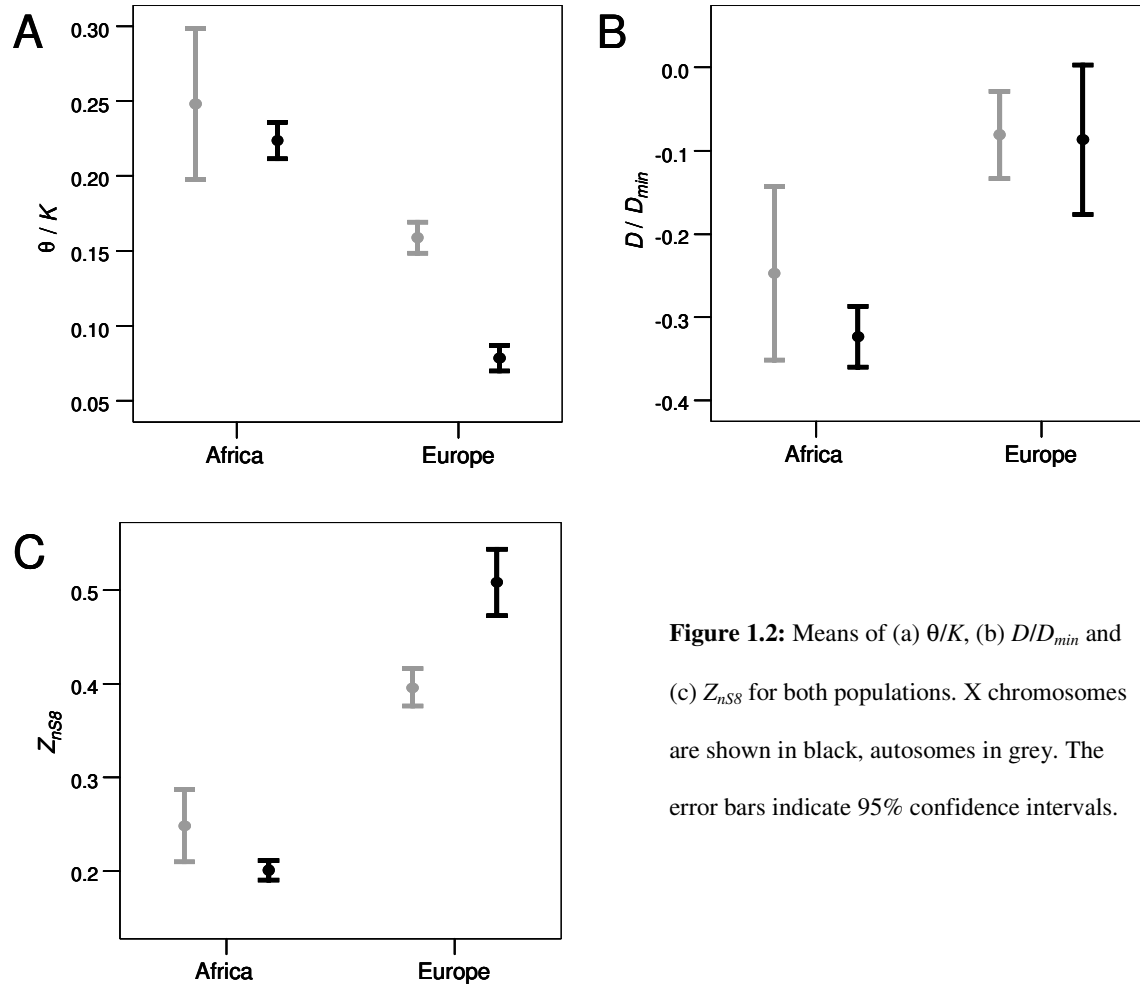 A
0.30
0.25
0.20
0.15
0.10
0.05
θ / K
Africa
Europe
B
0.0
-0.1
-0.2
-0.3
-0.4
D / Dmin
Africa
Europe
C
0.5
0.4
0.3
0.2
ZnS8
Africa
Europe
Figure 1.2: Means of (a) θ/K, (b) D/Dmin and
(c) ZnS8 for both populations. X chromosomes
are shown in black, autosomes in grey. The
error bars indicate 95% confidence intervals.